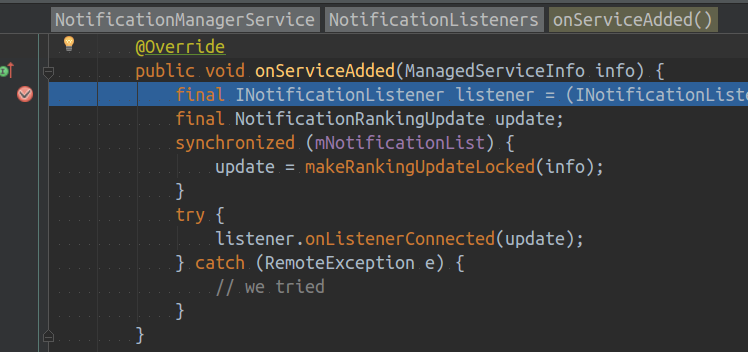 NotificationManagerService NotificationListeners onServiceAdded()
@Override
public void onServiceAdded(ManagedServiceInfo info) {
final INotificationListener listener = (INotificationListe
final NotificationRankingUpdate update;
synchronized (mNotificationList) {
update = makeRankingUpdateLocked(info);
}
try {
listener.onListenerConnected(update);
} catch (RemoteException e) {
// we tried
}
}